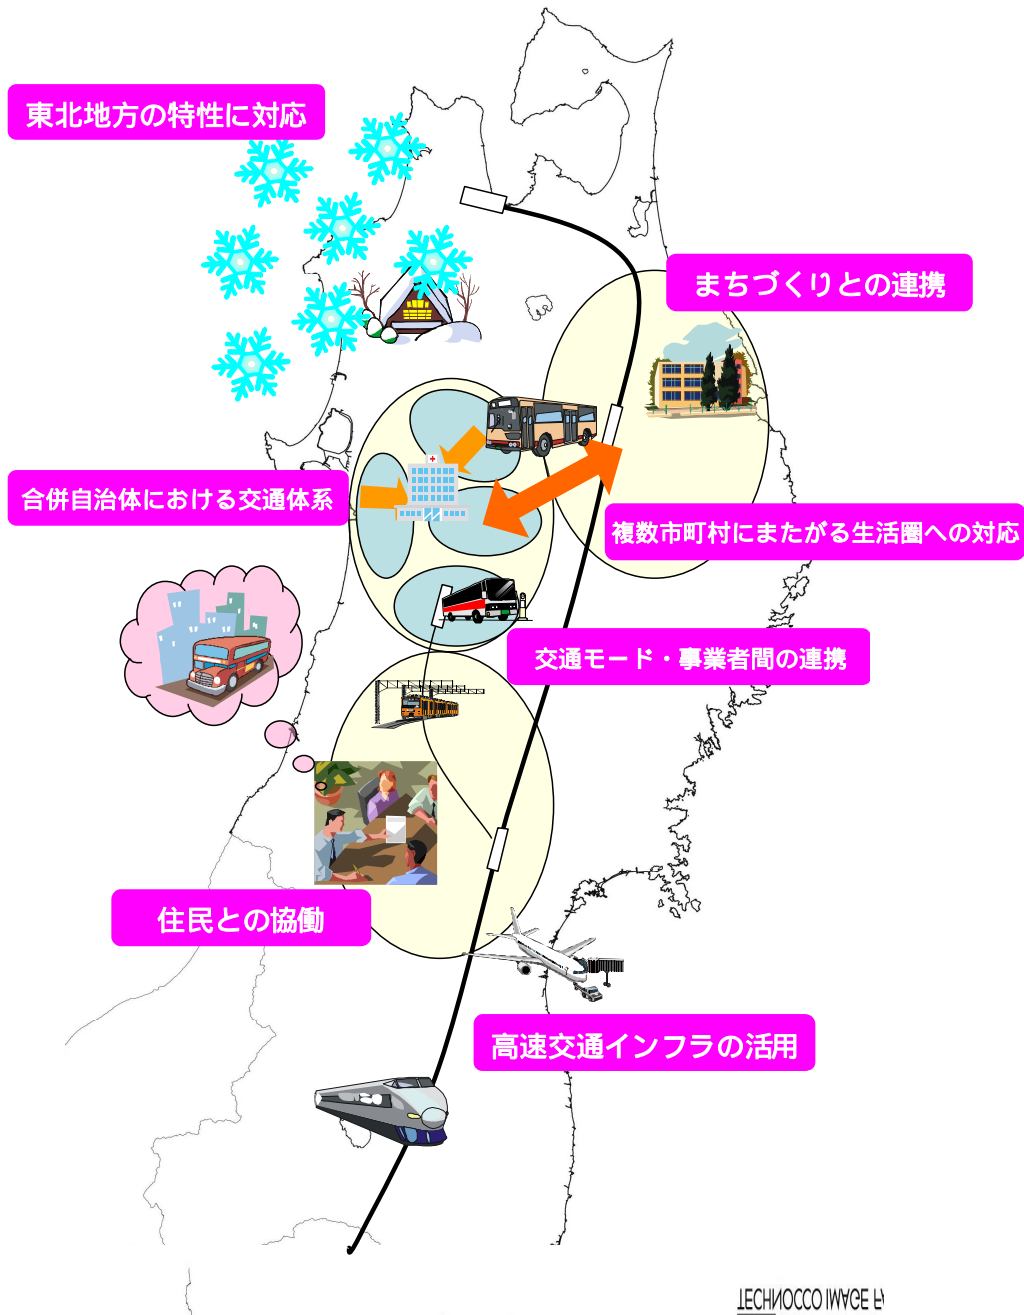 東北地方の特性に対応
まちづくりとの連携
合併自治体における交通体系
複数市町村にまたがる生活圏への対応
交通モード・事業者間の連携
住民との協働
高速交通インフラの活用
TECHNOCCO IMAGE